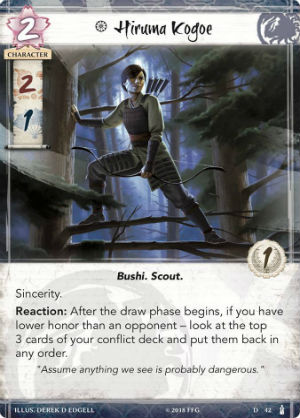 2
Hiruma Kogoe
CHARACTER
2
1
1
Bushi. Scout.
Sincerity.
Reaction: After the draw phase begins, if you have
lower honor than an opponent – look at the top
3 cards of your conflict deck and put them back in
any order.
"Assume anything we see is probably dangerous."
ILLUS. DEREK D EDGELL
© 2018 FFG
D 42